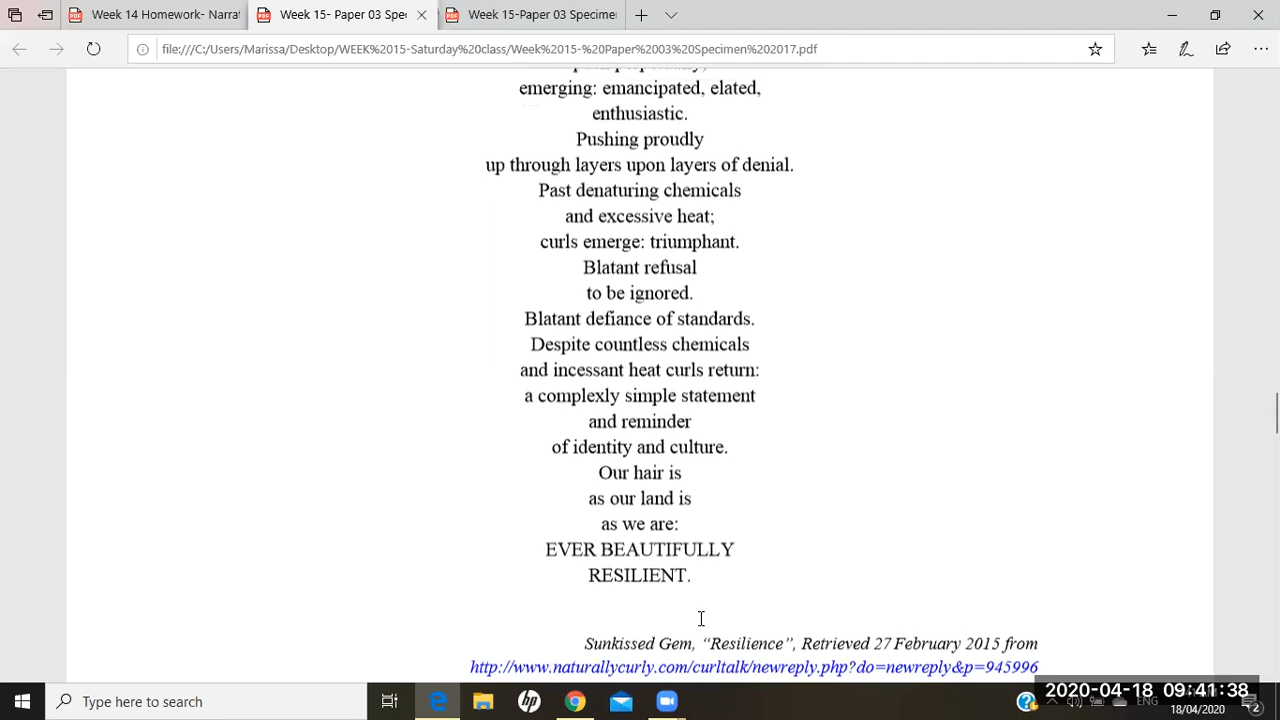 Week 14 Homework- Narrat
Week 15- Paper 03 Spec
Week 15-Paper 03 Specimen
file:///C:/Users/Marissa/Desktop/WEEK%2015-Saturday%20class/Week%2015-%20Paper%2003%20Specimen%202017.pdf
emerging: emancipated, elated,
enthusiastic.
Pushing proudly
up through layers upon layers of denial.
Past denaturing chemicals
and excessive heat;
curls emerge: triumphant.
Blatant refusal
to be ignored.
Blatant defiance of standards.
Despite countless chemicals
and incessant heat curls return:
a complexly simple statement
and reminder
of identity and culture.
Our hair is
as our land is
as we are:
EVER BEAUTIFULLY
RESILIENT.
Sunkissed Gem, “Resilience”, Retrieved 27 February 2015 from
http://www.naturallycurly.com/curltalk/newreply.php?do=newreply&p=945996
Type here to search
2020-04-18 09:41:38
ENG
18/04/2020
2